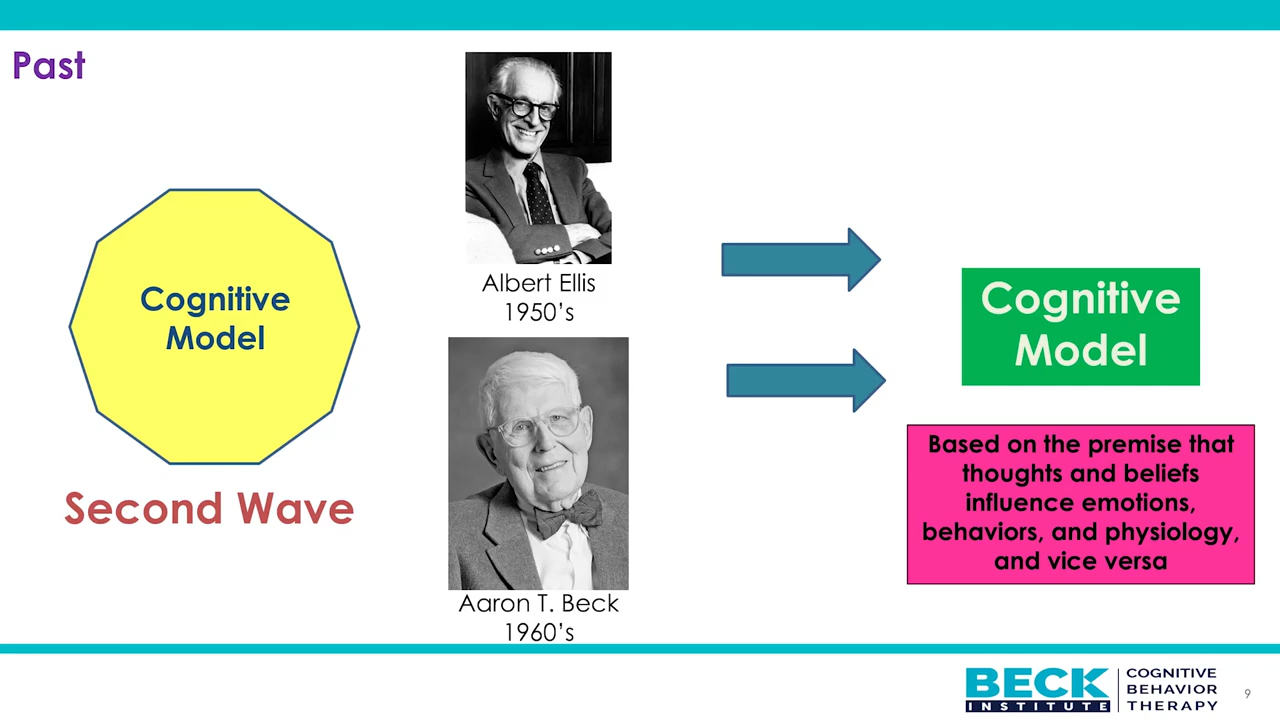 Past
Cognitive
Model
Second Wave
Albert Ellis
1950’s
Aaron T. Beck
1960’s
Cognitive
Model
Based on the premise that
thoughts and beliefs
influence emotions,
behaviors, and physiology,
and vice versa
BECK
INSTITUTE
COGNITIVE
BEHAVIOR
THERAPY
9